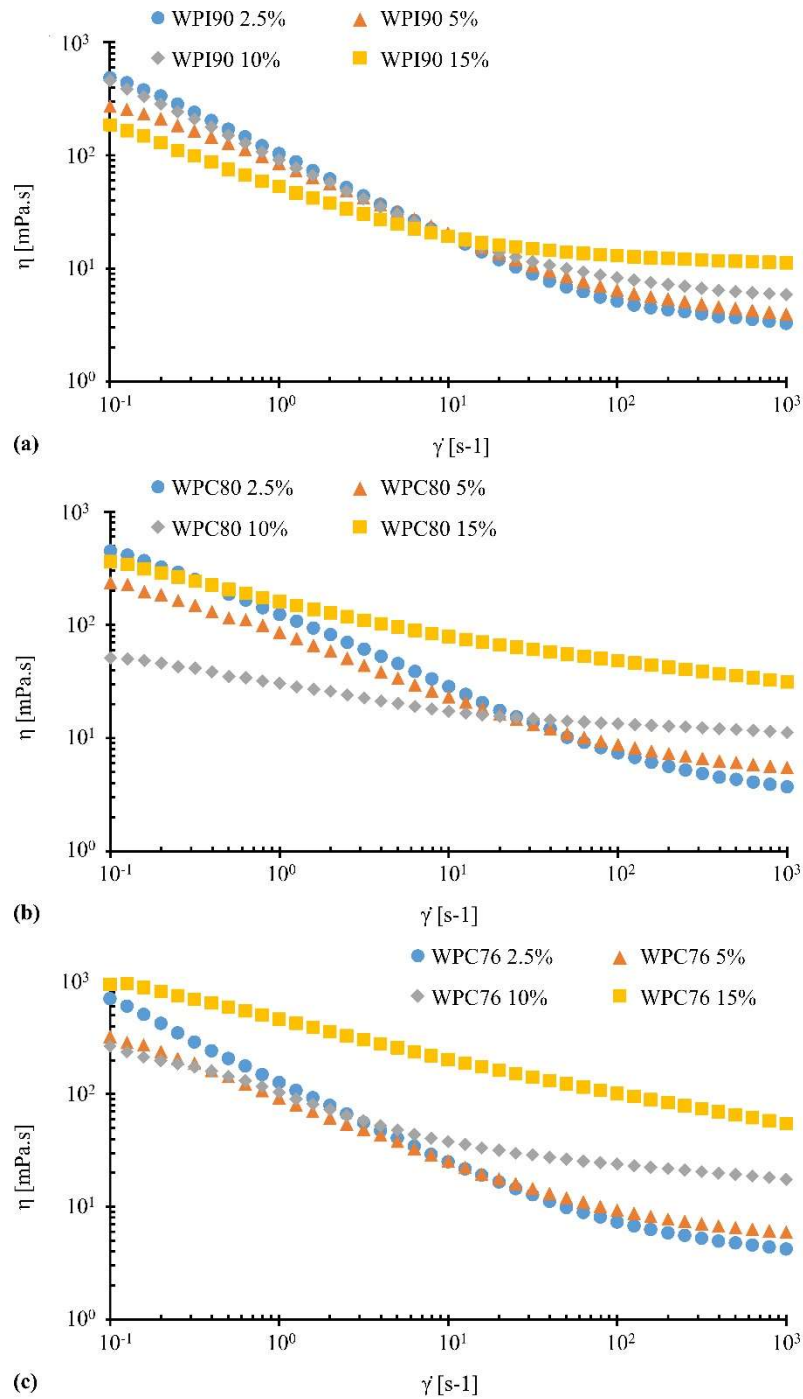 WPI90 2.5% WPI90 5%
WPI90 10% WPI90 15%
10³
10²
10¹
10⁰
η [mPa.s]
10⁻¹ 10⁰ 10¹ 10² 10³
γ̇ [s-1]
(a)
WPC80 2.5% WPC80 5%
WPC80 10% WPC80 15%
10³
10²
10¹
10⁰
η [mPa.s]
10⁻¹ 10⁰ 10¹ 10² 10³
γ̇ [s-1]
(b)
WPC76 2.5% WPC76 5%
WPC76 10% WPC76 15%
10³
10²
10¹
10⁰
η [mPa.s]
10⁻¹ 10⁰ 10¹ 10² 10³
γ̇ [s-1]
(c)